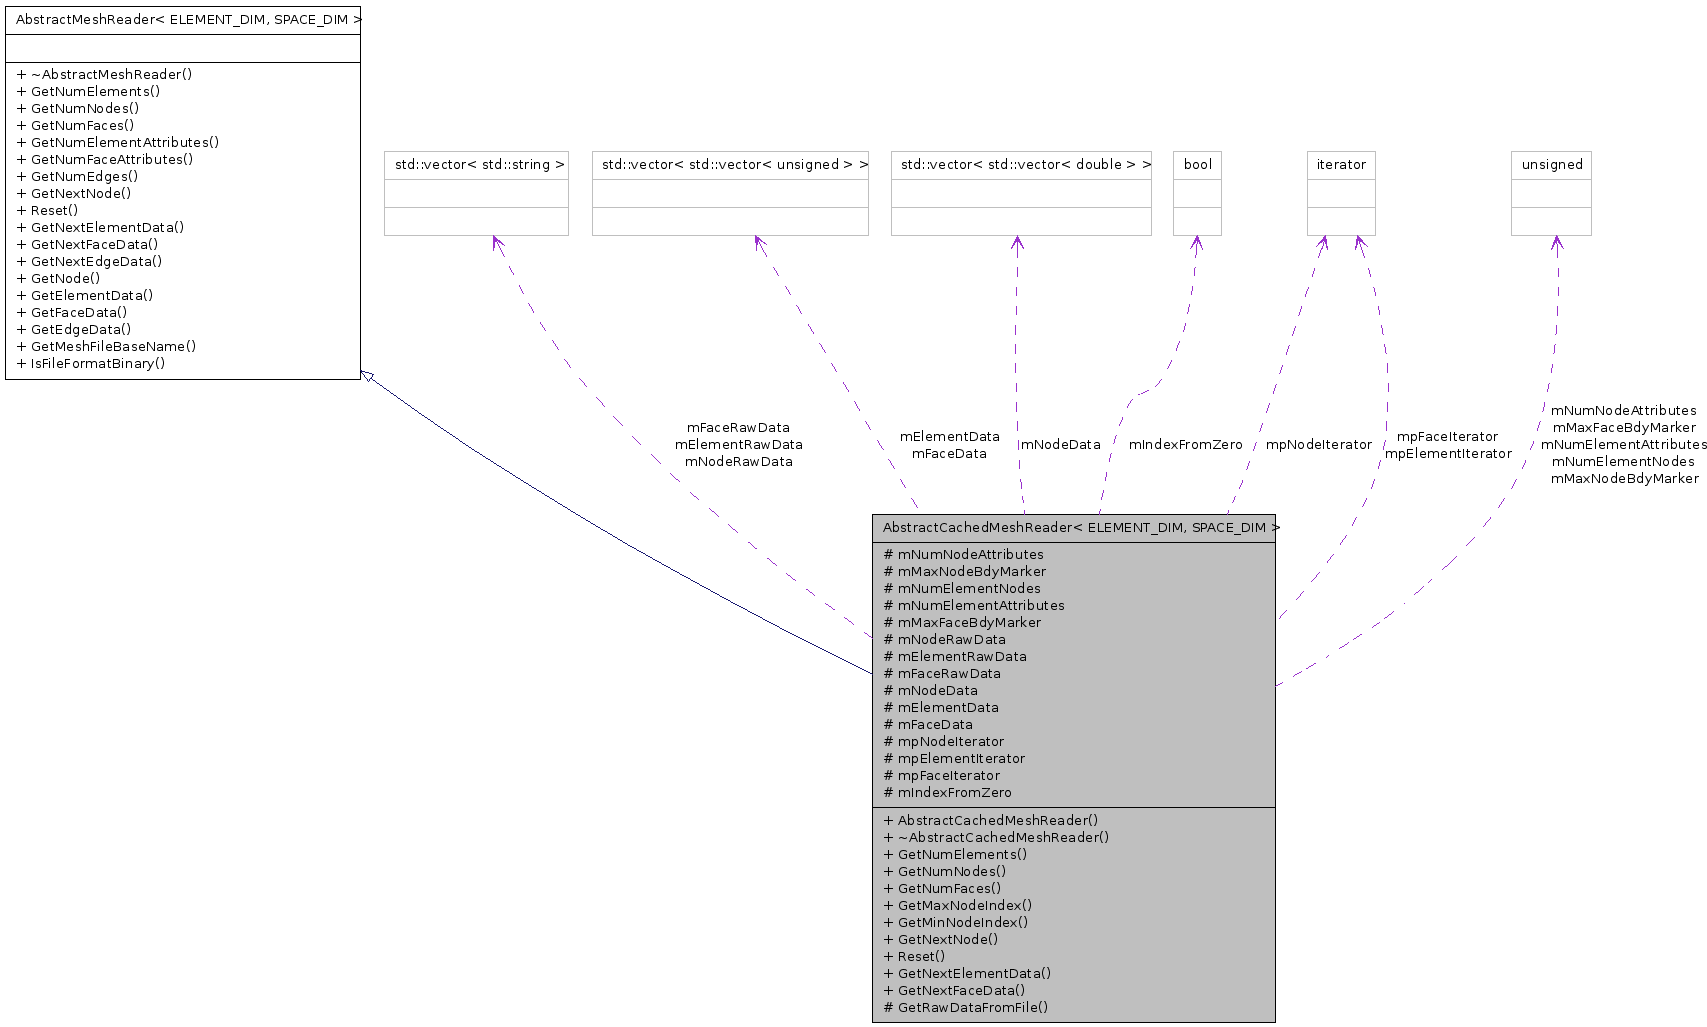 AbstractMeshReader< ELEMENT_DIM, SPACE_DIM >
+ ~AbstractMeshReader()
+ GetNumElements()
+ GetNumNodes()
+ GetNumFaces()
+ GetNumElementAttributes()
+ GetNumFaceAttributes()
+ GetNumEdges()
+ GetNextNode()
+ Reset()
+ GetNextElementData()
+ GetNextFaceData()
+ GetNextEdgeData()
+ GetNode()
+ GetElementData()
+ GetFaceData()
+ GetEdgeData()
+ GetMeshFileBaseName()
+ IsFileFormatBinary()
std::vector< std::string >
std::vector< std::vector< unsigned > >
std::vector< std::vector< double > >
bool
iterator
unsigned
mFaceRawData
mElementRawData
mNodeRawData
mElementData
mFaceData
mNodeData
mIndexFromZero
mpNodeIterator
mpFaceIterator
mpElementIterator
mNumNodeAttributes
mMaxFaceBdyMarker
mNumElementAttributes
mNumElementNodes
mMaxNodeBdyMarker
AbstractCachedMeshReader< ELEMENT_DIM, SPACE_DIM >
# mNumNodeAttributes
# mMaxNodeBdyMarker
# mNumElementNodes
# mNumElementAttributes
# mMaxFaceBdyMarker
# mNodeRawData
# mElementRawData
# mFaceRawData
# mNodeData
# mElementData
# mFaceData
# mpNodeIterator
# mpElementIterator
# mpFaceIterator
# mIndexFromZero
+ AbstractCachedMeshReader()
+ ~AbstractCachedMeshReader()
+ GetNumElements()
+ GetNumNodes()
+ GetNumFaces()
+ GetMaxNodeIndex()
+ GetMinNodeIndex()
+ GetNextNode()
+ Reset()
+ GetNextElementData()
+ GetNextFaceData()
# GetRawDataFromFile()